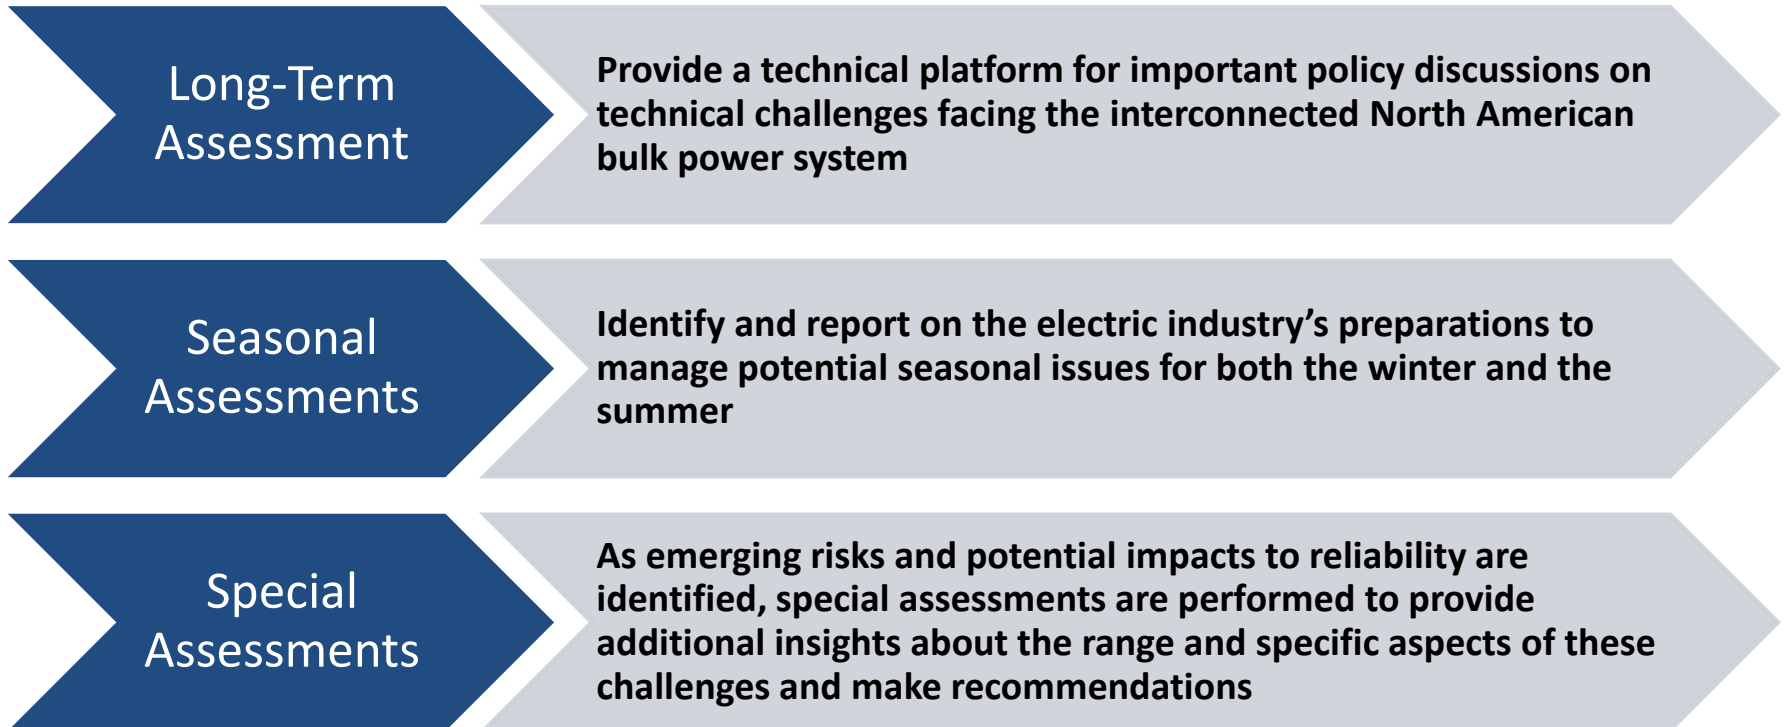 Long-Term
Assessment
Provide a technical platform for important policy discussions on
technical challenges facing the interconnected North American
bulk power system
Seasonal
Assessments
Identify and report on the electric industry’s preparations to
manage potential seasonal issues for both the winter and the
summer
Special
Assessments
As emerging risks and potential impacts to reliability are
identified, special assessments are performed to provide
additional insights about the range and specific aspects of these
challenges and make recommendations